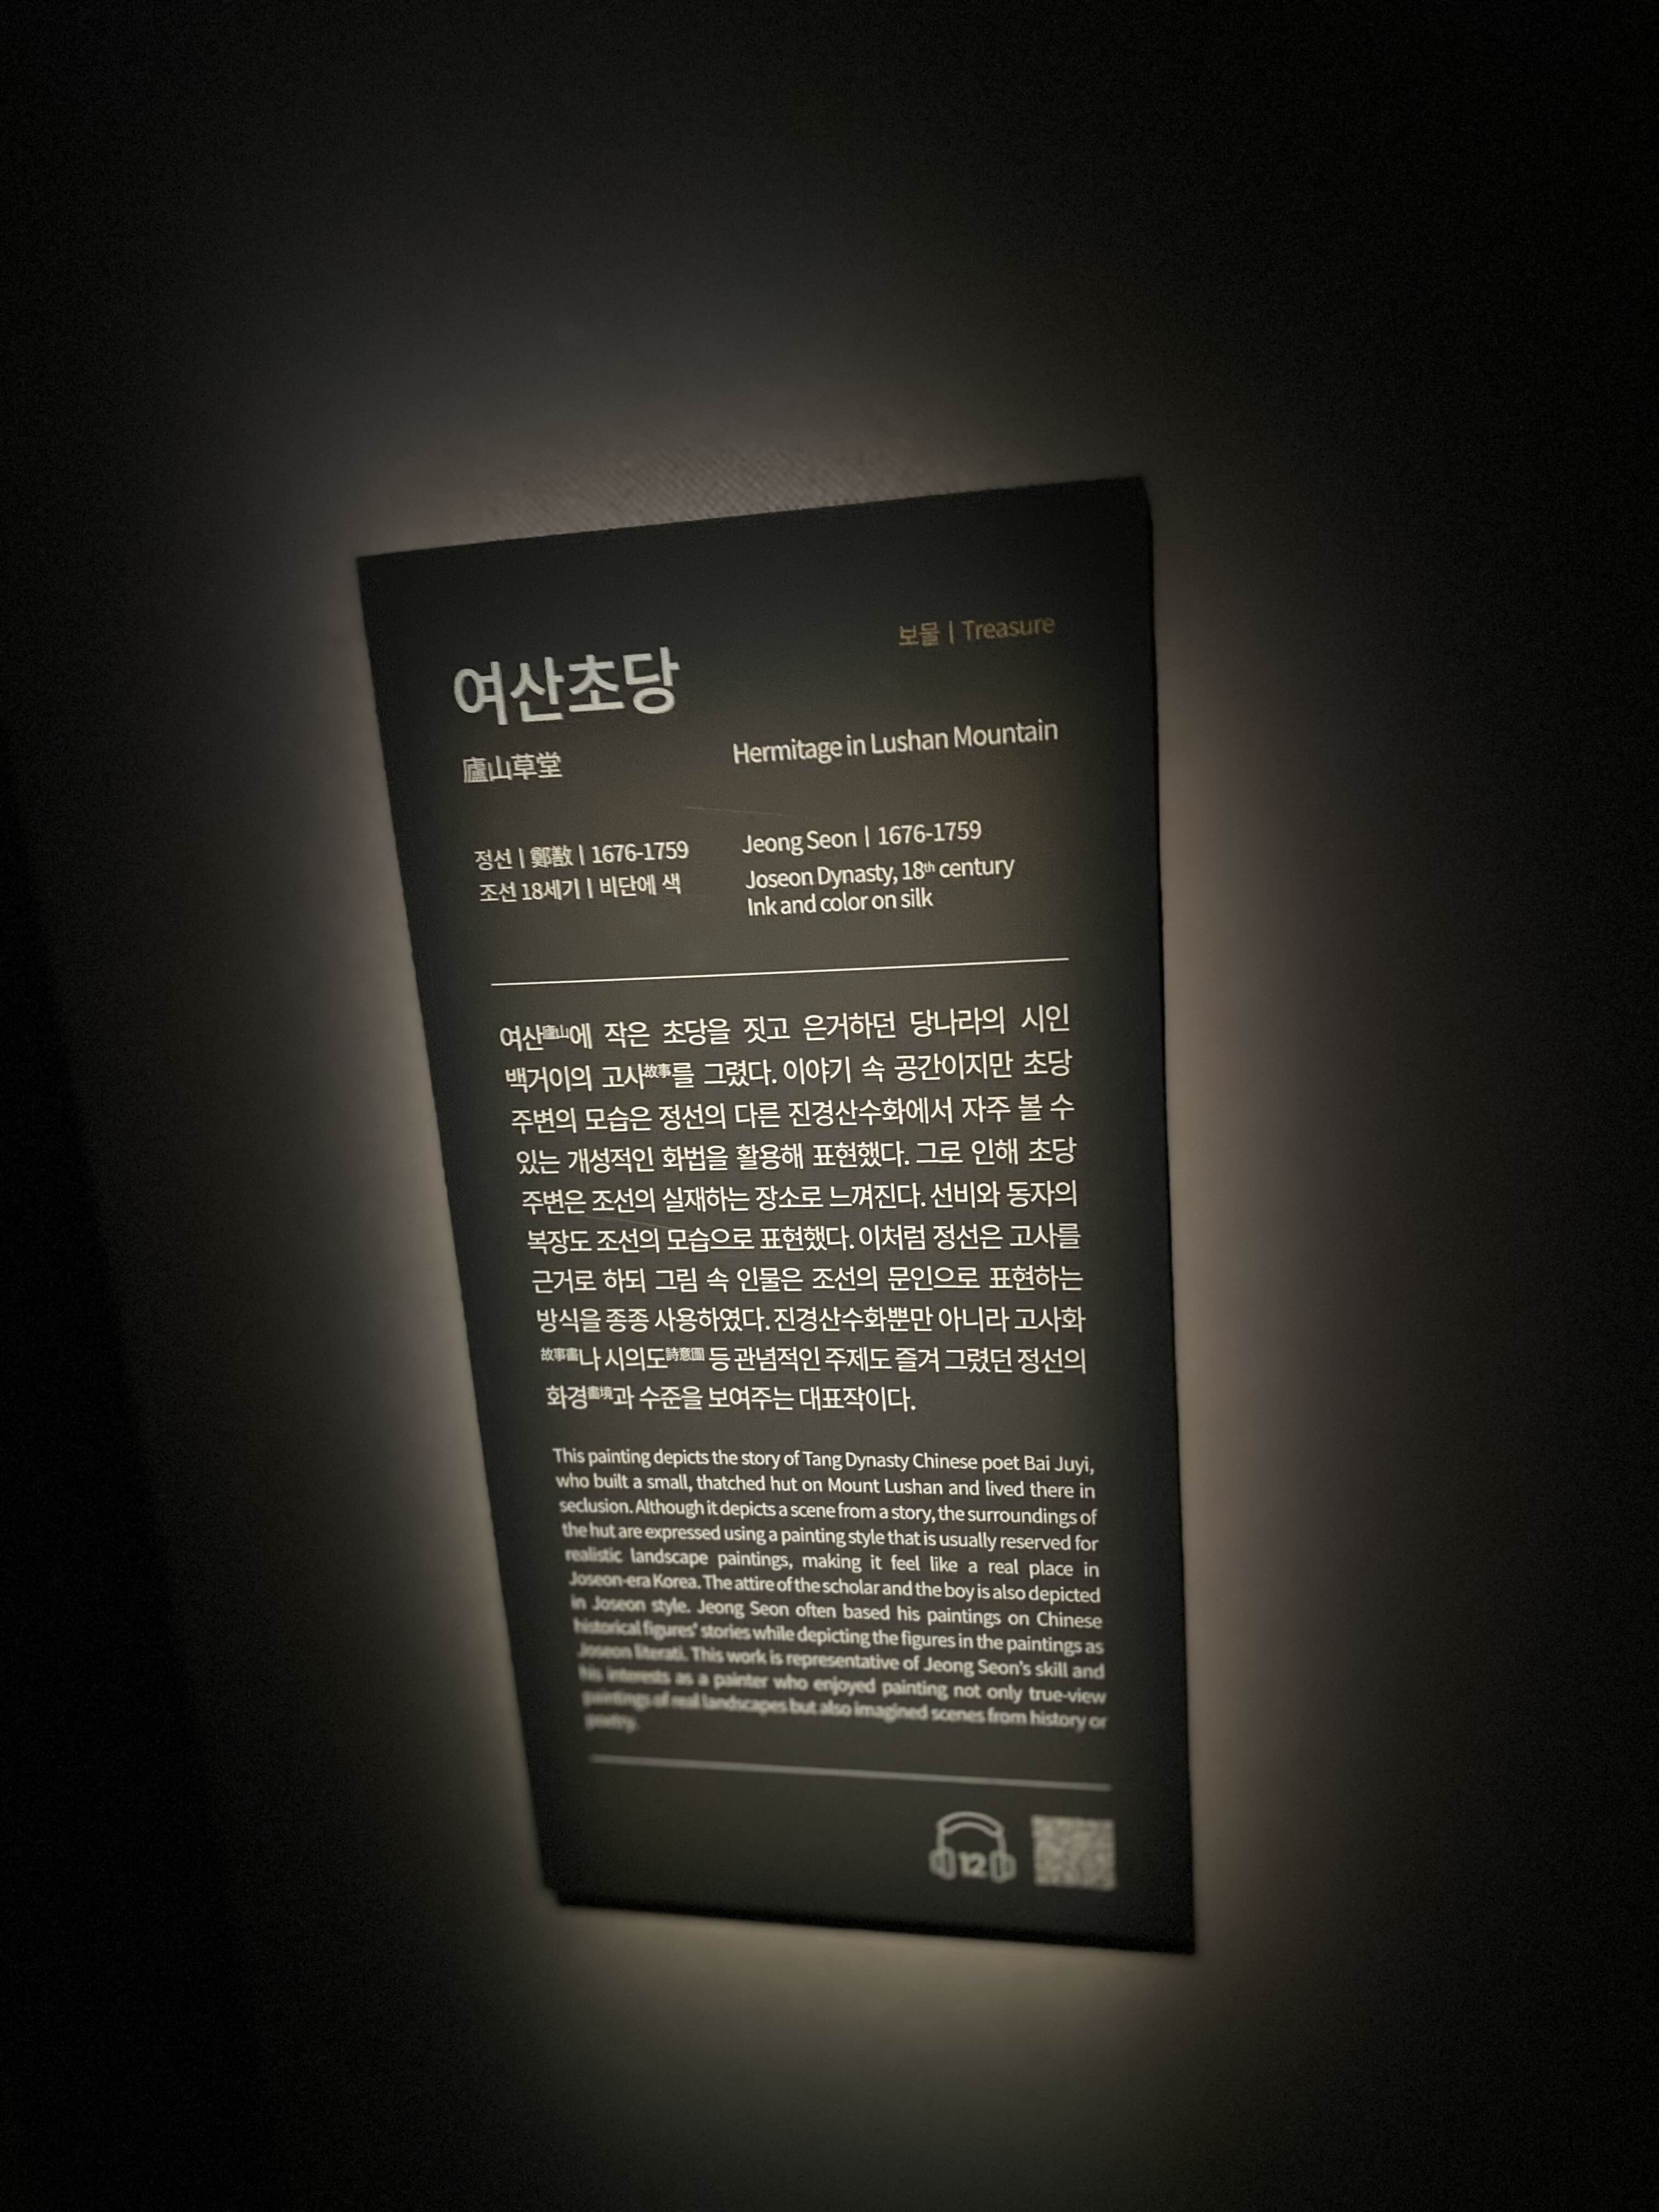 보물 | Treasure
여산초당
廬山草堂
Hermitage in Lushan Mountain
정선 | 鄭敾 | 1676-1759
조선 18세기 | 비단에 색
Jeong Seon | 1676-1759
Joseon Dynasty, 18th century
Ink and color on silk
여산廬山에 작은 초당을 짓고 은거하던 당나라의 시인
백거이의 고사故事를 그렸다. 이야기 속 공간이지만 초당
주변의 모습은 정선의 다른 진경산수화에서 자주 볼 수
있는 개성적인 화법을 활용해 표현했다. 그로 인해 초당
주변은 조선의 실재하는 장소로 느껴진다. 선비와 동자의
복장도 조선의 모습으로 표현했다. 이처럼 정선은 고사를
근거로 하되 그림 속 인물은 조선의 문인으로 표현하는
방식을 종종 사용하였다. 진경산수화뿐만 아니라 고사화
故事畵나 시의도詩意圖 등 관념적인 주제도 즐겨 그렸던 정선의
화경畵境과 수준을 보여주는 대표작이다.
This painting depicts the story of Tang Dynasty Chinese poet Bai Juyi,
who built a small, thatched hut on Mount Lushan and lived there in
seclusion. Although it depicts a scene from a story, the surroundings of
the hut are expressed using a painting style that is usually reserved for
realistic landscape paintings, making it feel like a real place in
Joseon-era Korea. The attire of the scholar and the boy is also depicted
in Joseon style. Jeong Seon often based his paintings on Chinese
historical figures' stories while depicting the figures in the paintings as
Joseon literati. This work is representative of Jeong Seon's skill and
his interests as a painter who enjoyed painting not only true-view
paintings of real landscapes but also imagined scenes from history or
poetry.
12